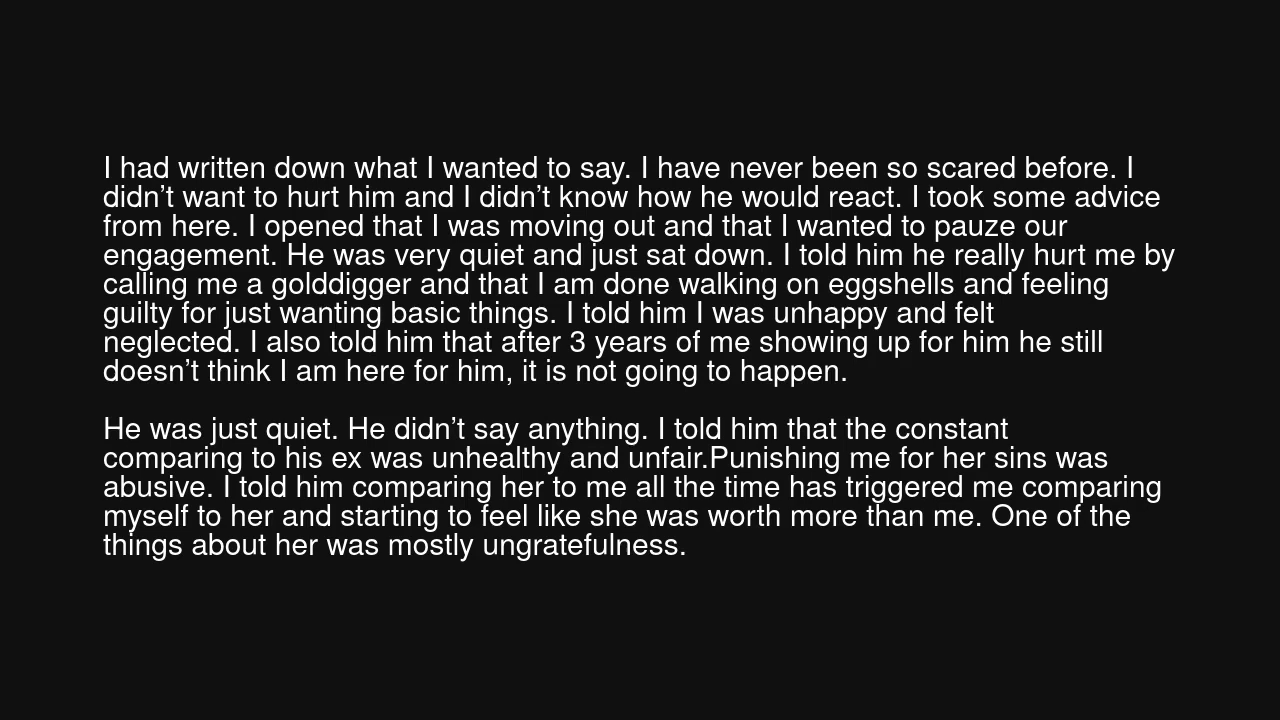 I had written down what I wanted to say. I have never been so scared before. I
didn’t want to hurt him and I didn’t know how he would react. I took some advice
from here. I opened that I was moving out and that I wanted to pauze our
engagement. He was very quiet and just sat down. I told him he really hurt me by
calling me a golddigger and that I am done walking on eggshells and feeling
guilty for just wanting basic things. I told him I was unhappy and felt
neglected. I also told him that after 3 years of me showing up for him he still
doesn’t think I am here for him, it is not going to happen.

He was just quiet. He didn’t say anything. I told him that the constant
comparing to his ex was unhealthy and unfair.Punishing me for her sins was
abusive. I told him comparing her to me all the time has triggered me comparing
myself to her and starting to feel like she was worth more than me. One of the
things about her was mostly ungratefulness.